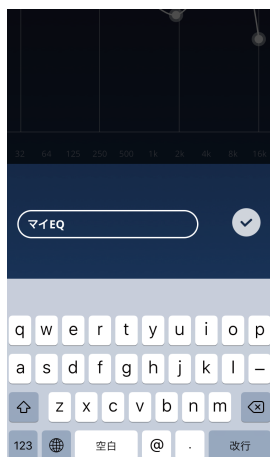 32 64 125 250 500 1k 2k 4k 8k 16k
マイEQ
q w e r t y u i o p
a s d f g h j k l –
z x c v b n m
123 空白 @ . 改行